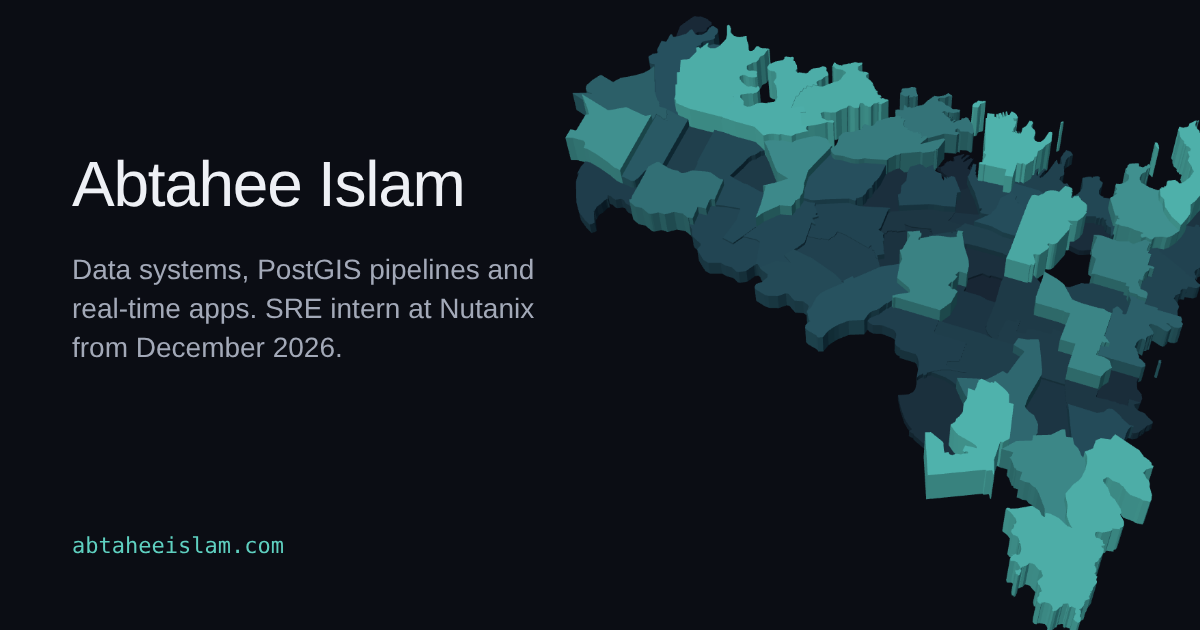 Abtahee Islam
Data systems, PostGIS pipelines and
real-time apps. SRE intern at Nutanix
from December 2026.
abtaheeislam.com